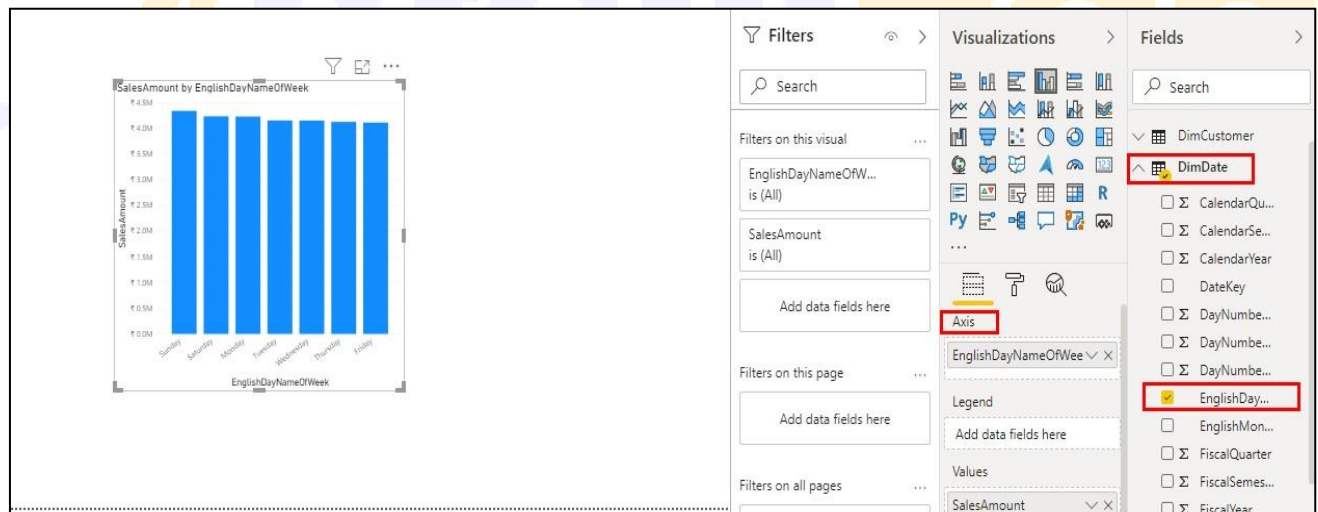 SalesAmount by EnglishDayNameOfWeek
₹4.5M
₹4.0M
₹3.5M
₹3.0M
₹2.5M
₹2.0M
₹1.5M
₹1.0M
₹0.5M
₹0.0M
SalesAmount
Sunday
Saturday
Monday
Tuesday
Wednesday
Thursday
Friday
EnglishDayNameOfWeek
Filters
Search
Filters on this visual
...
EnglishDayNameOfW...
is (All)
SalesAmount
is (All)
Add data fields here
Filters on this page
...
Add data fields here
Filters on all pages
...
Visualizations
123
R
Py
...
Axis
EnglishDayNameOfWee
Legend
Add data fields here
Values
SalesAmount
Fields
Search
DimCustomer
DimDate
Σ CalendarQu...
Σ CalendarSe...
Σ CalendarYear
DateKey
Σ DayNumbe...
Σ DayNumbe...
Σ DayNumbe...
EnglishDay...
EnglishMon...
Σ FiscalQuarter
Σ FiscalSemes...
Σ FiscalYear